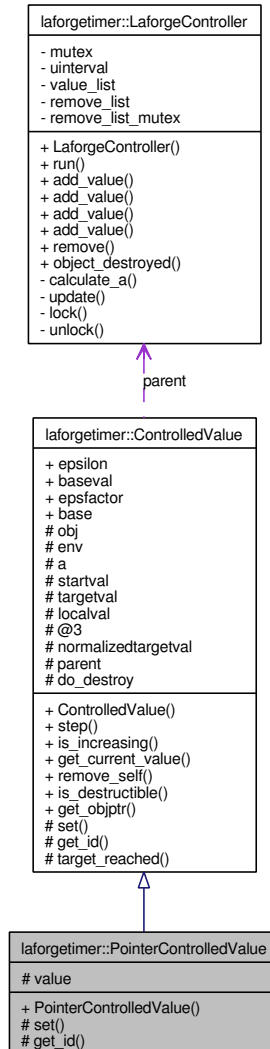 laforgetimer::LaforgeController
- mutex
- uinterval
- value_list
- remove_list
- remove_list_mutex
+ LaforgeController()
+ run()
+ add_value()
+ add_value()
+ add_value()
+ add_value()
+ remove()
+ object_destroyed()
- calculate_a()
- update()
- lock()
- unlock()
parent
laforgetimer::ControlledValue
+ epsilon
+ baseval
+ epsfactor
+ base
# obj
# env
# a
# startval
# targetval
# localval
# @3
# normalizedtargetval
# parent
# do_destroy
+ ControlledValue()
+ step()
+ is_increasing()
+ get_current_value()
+ remove_self()
+ is_destructible()
+ get_objptr()
# set()
# get_id()
# target_reached()
laforgetimer::PointerControlledValue
# value
+ PointerControlledValue()
# set()
# get_id()